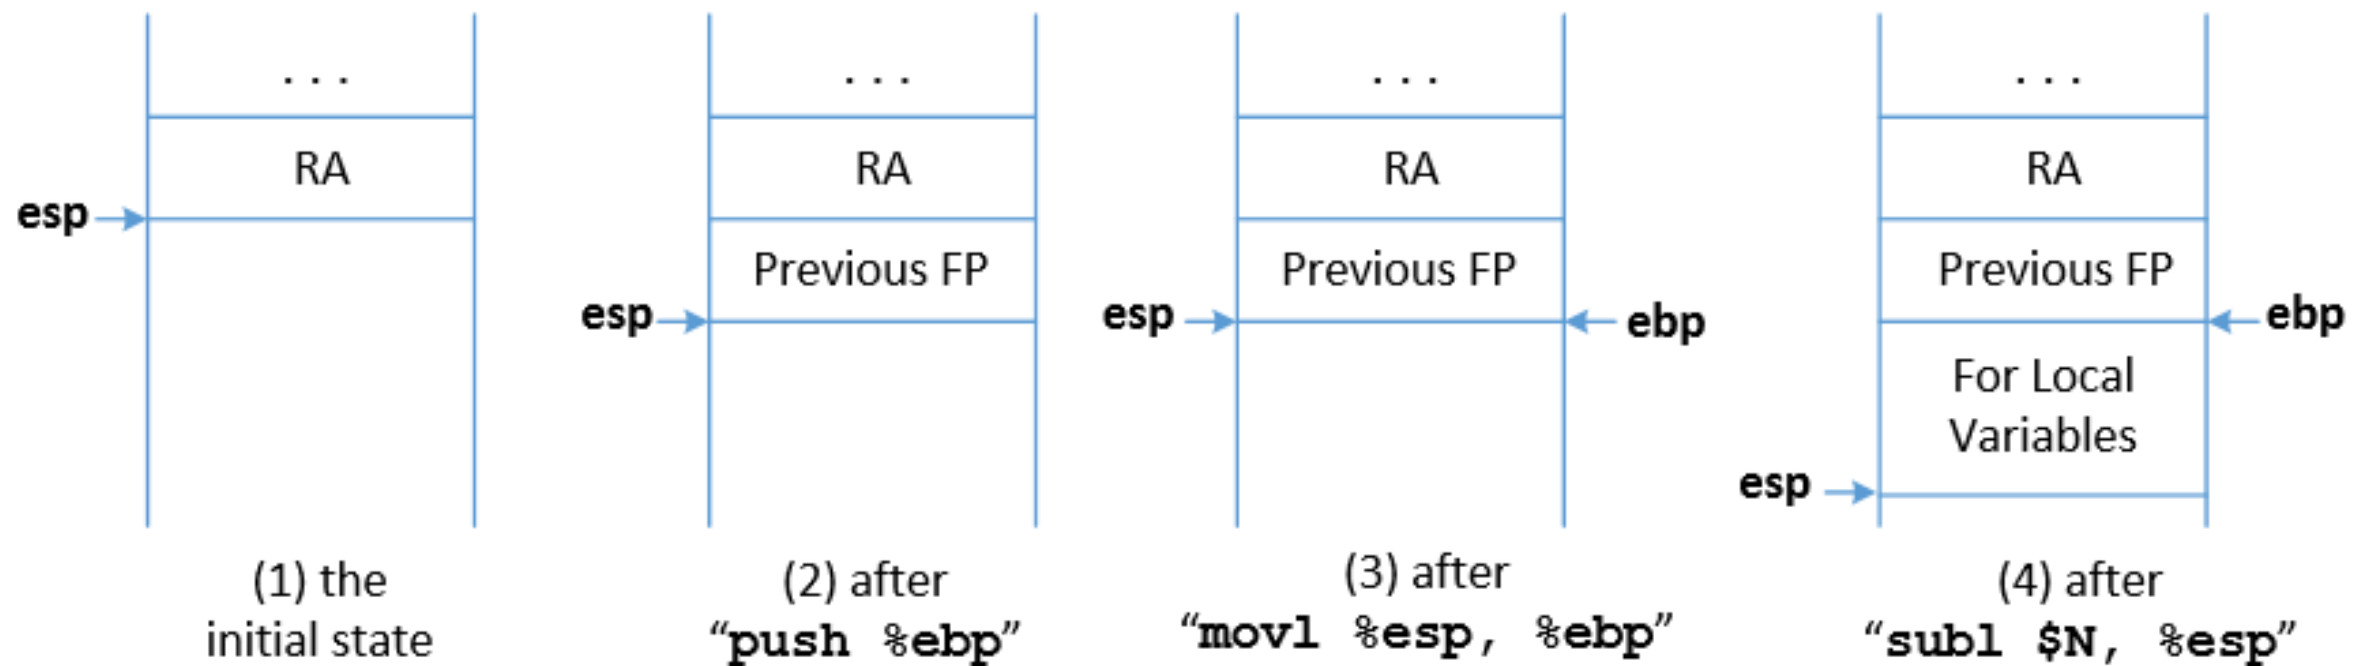 . . .
RA
esp
(1) the
initial state
. . .
RA
Previous FP
esp
(2) after
“push %ebp”
. . .
RA
Previous FP
esp
ebp
(3) after
“movl %esp, %ebp”
. . .
RA
Previous FP
ebp
For Local
Variables
esp
(4) after
“subl $N, %esp”